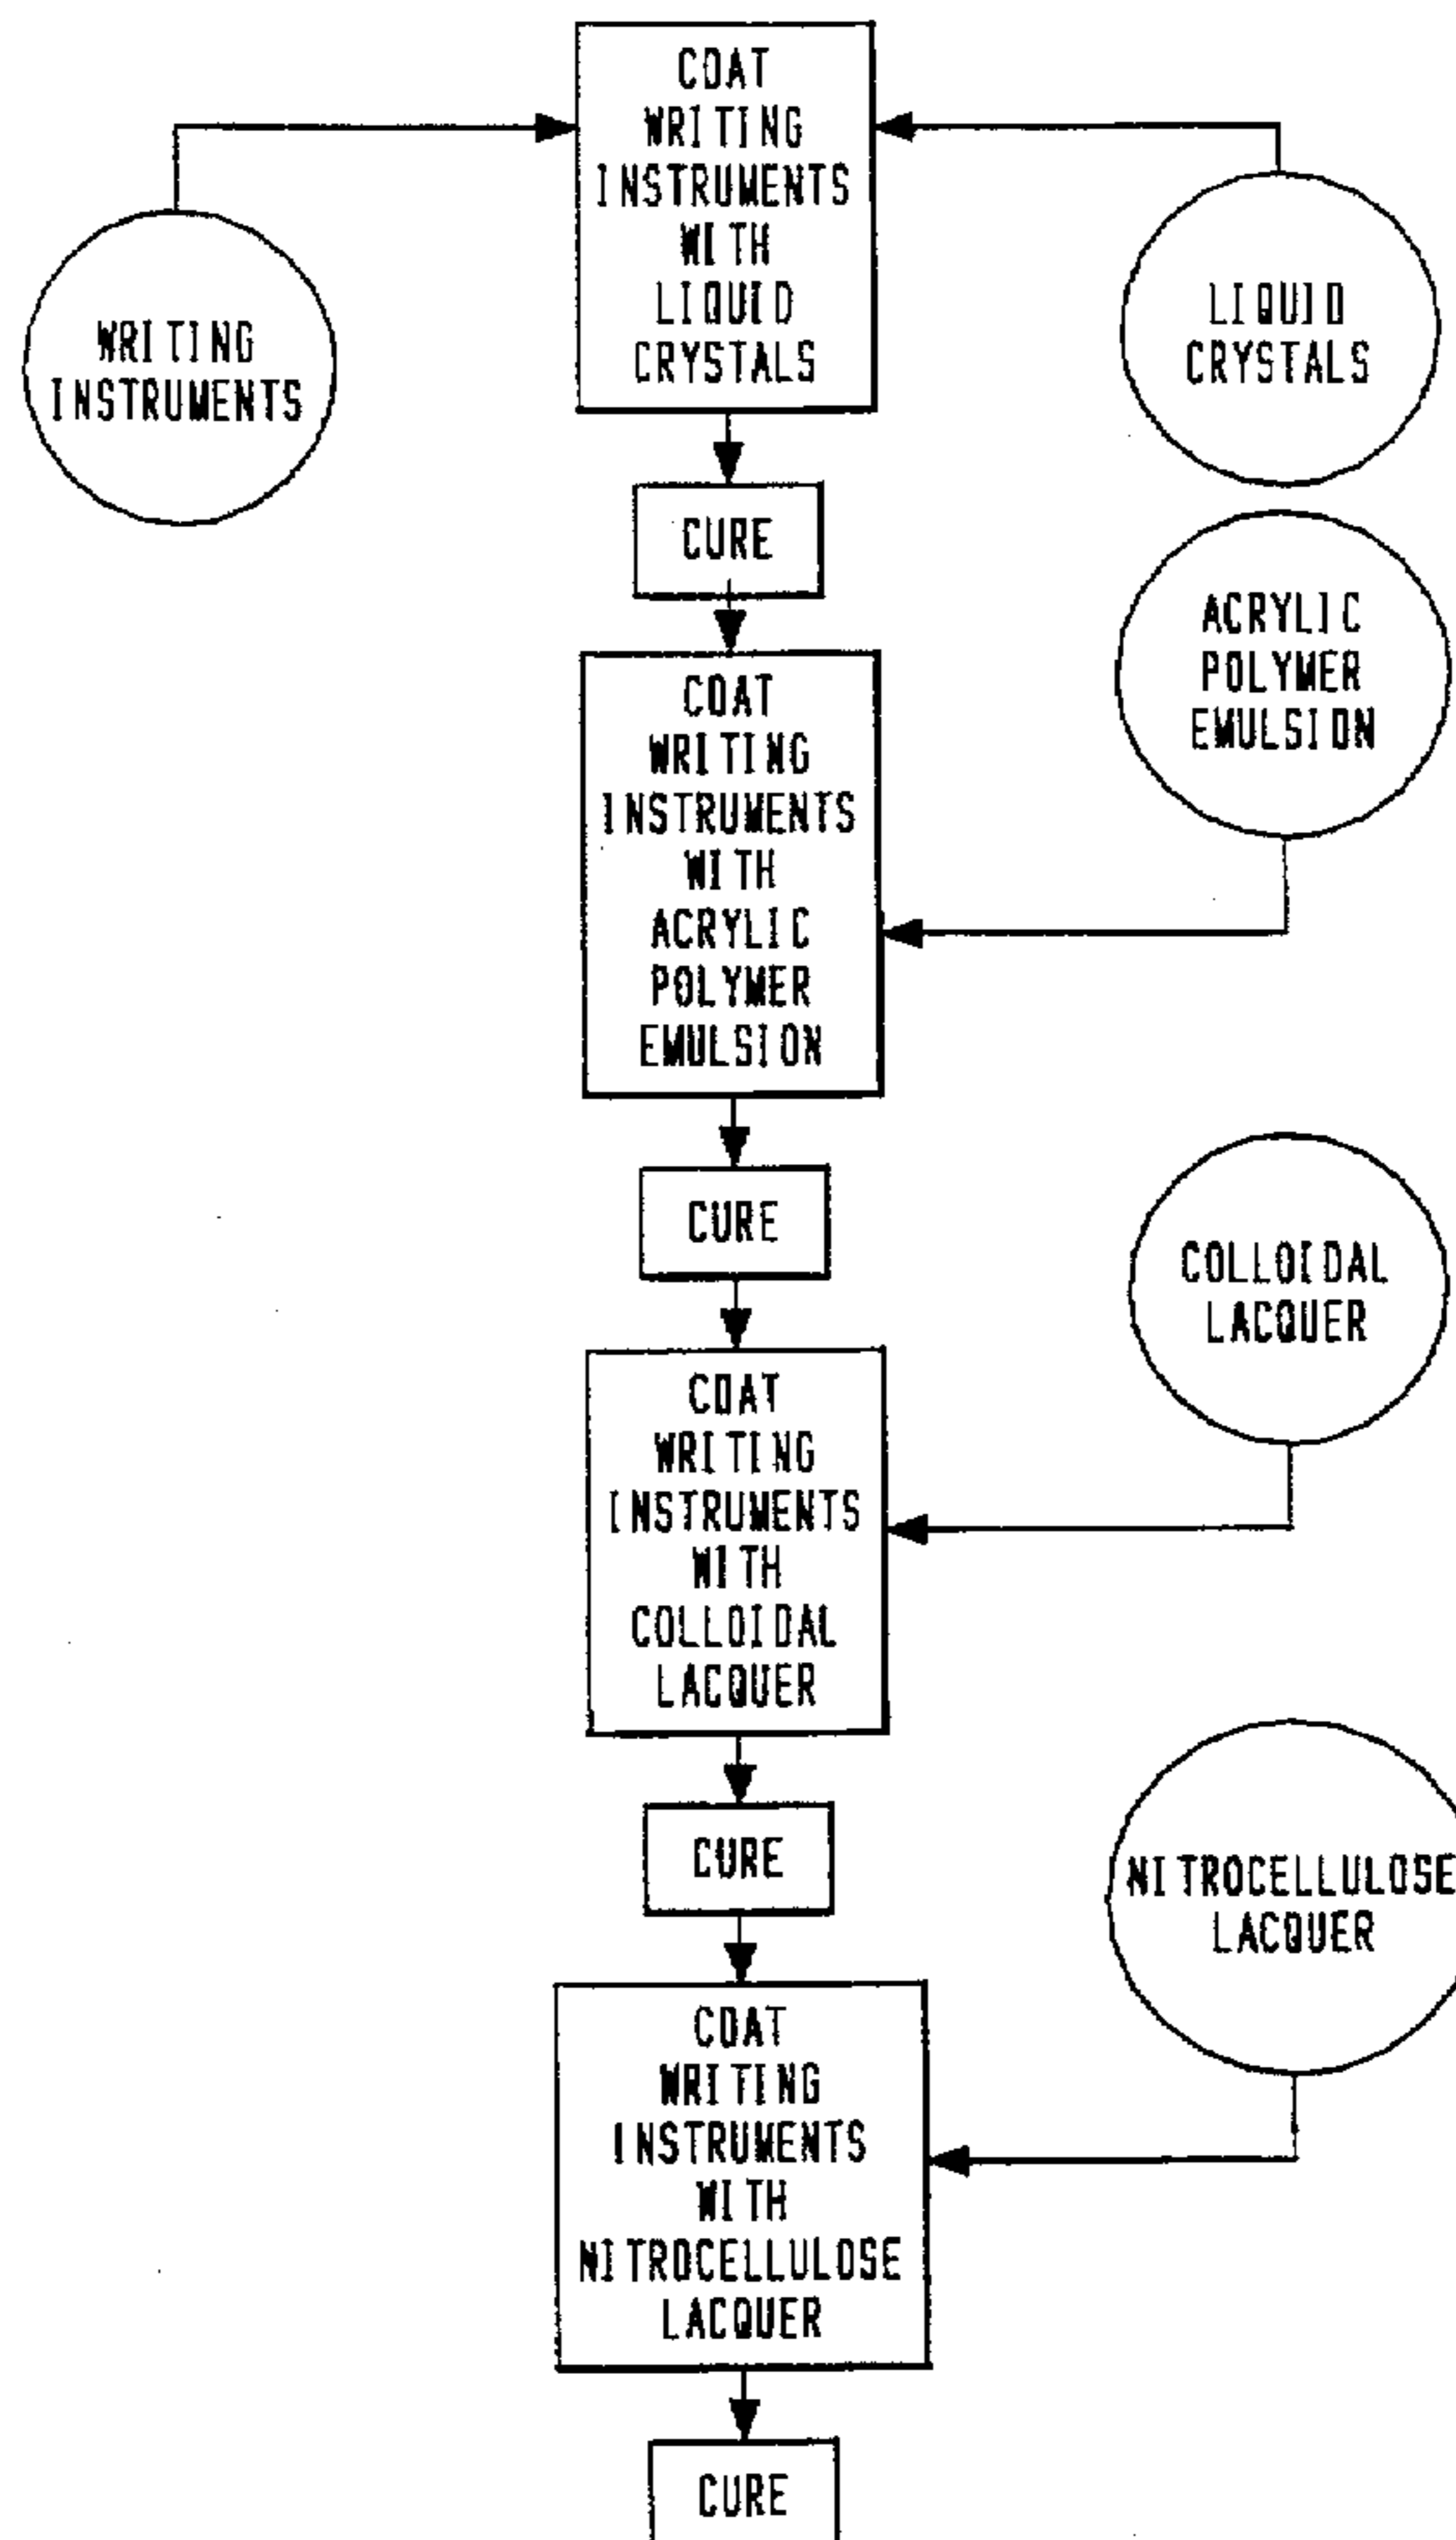 COAT
WRITING
INSTRUMENTS
WITH
LIQUID
CRYSTALS
WRITING
INSTRUMENTS
LIQUID
CRYSTALS
CURE
ACRYLIC
POLYMER
EMULSION
COAT
WRITING
INSTRUMENTS
WITH
ACRYLIC
POLYMER
EMULSION
CURE
COLLOIDAL
LACQUER
COAT
WRITING
INSTRUMENTS
WITH
COLLOIDAL
LACQUER
CURE
NITROCELLULOSE
LACQUER
COAT
WRITING
INSTRUMENTS
WITH
NITROCELLULOSE
LACQUER
CURE